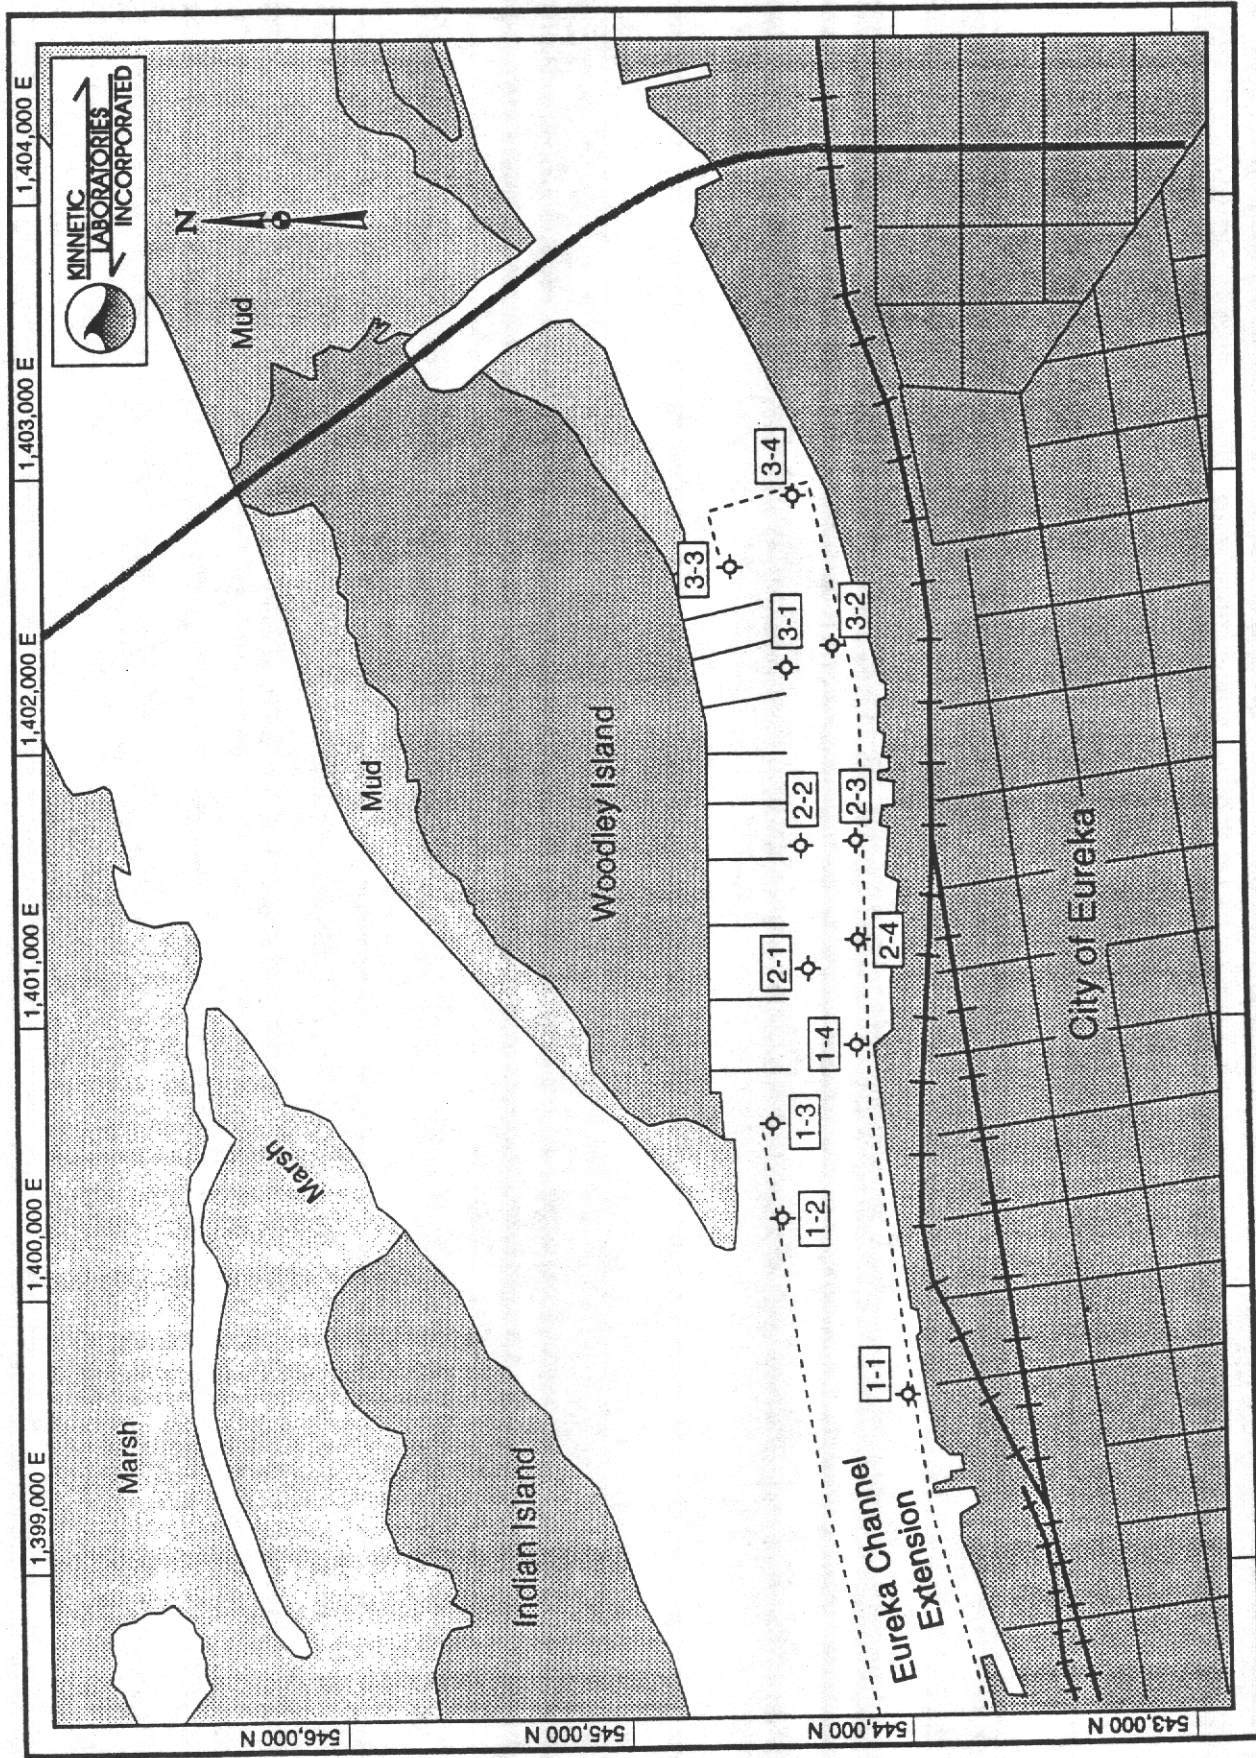 1,399,000 E
1,400,000 E
1,401,000 E
1,402,000 E
1,403,000 E
1,404,000 E
KINNETIC
LABORATORIES
INCORPORATED
N
Mud
Marsh
Marsh
Mud
Indian Island
Woodley Island
546,000 N
545,000 N
544,000 N
543,000 N
3-3
3-4
3-1
3-2
2-2
2-3
2-1
2-4
1-4
1-3
1-2
1-1
Eureka Channel
Extension
City of Eureka